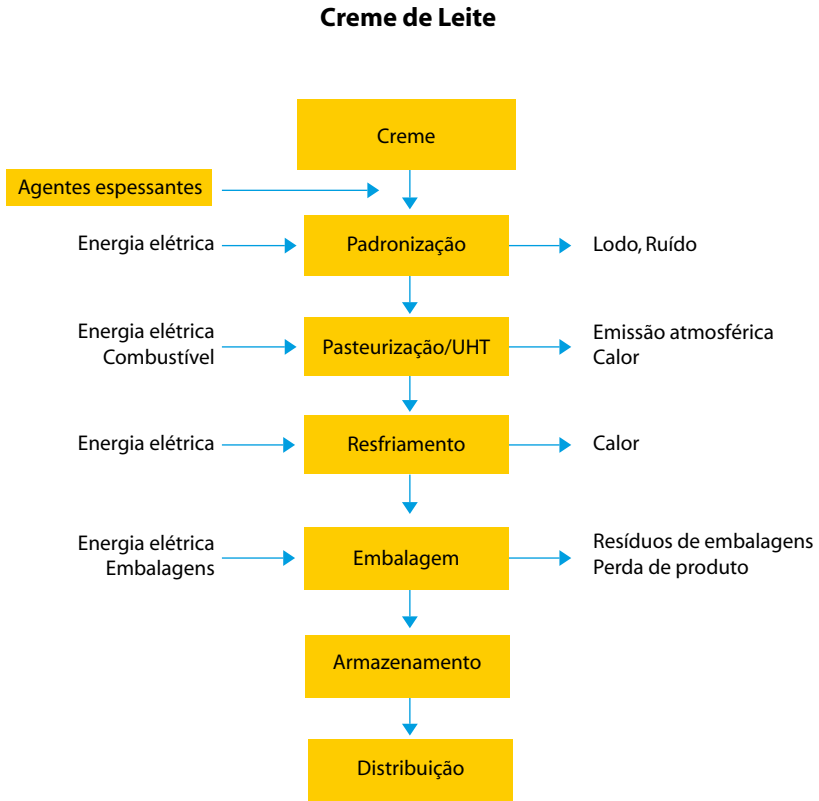 Creme de Leite
Creme
Agentes espessantes
Energia elétrica
Padronização
Lodo, Ruído
Energia elétrica
Combustível
Pasteurização/UHT
Emissão atmosférica
Calor
Energia elétrica
Resfriamento
Calor
Energia elétrica
Embalagens
Embalagem
Resíduos de embalagens
Perda de produto
Armazenamento
Distribuição